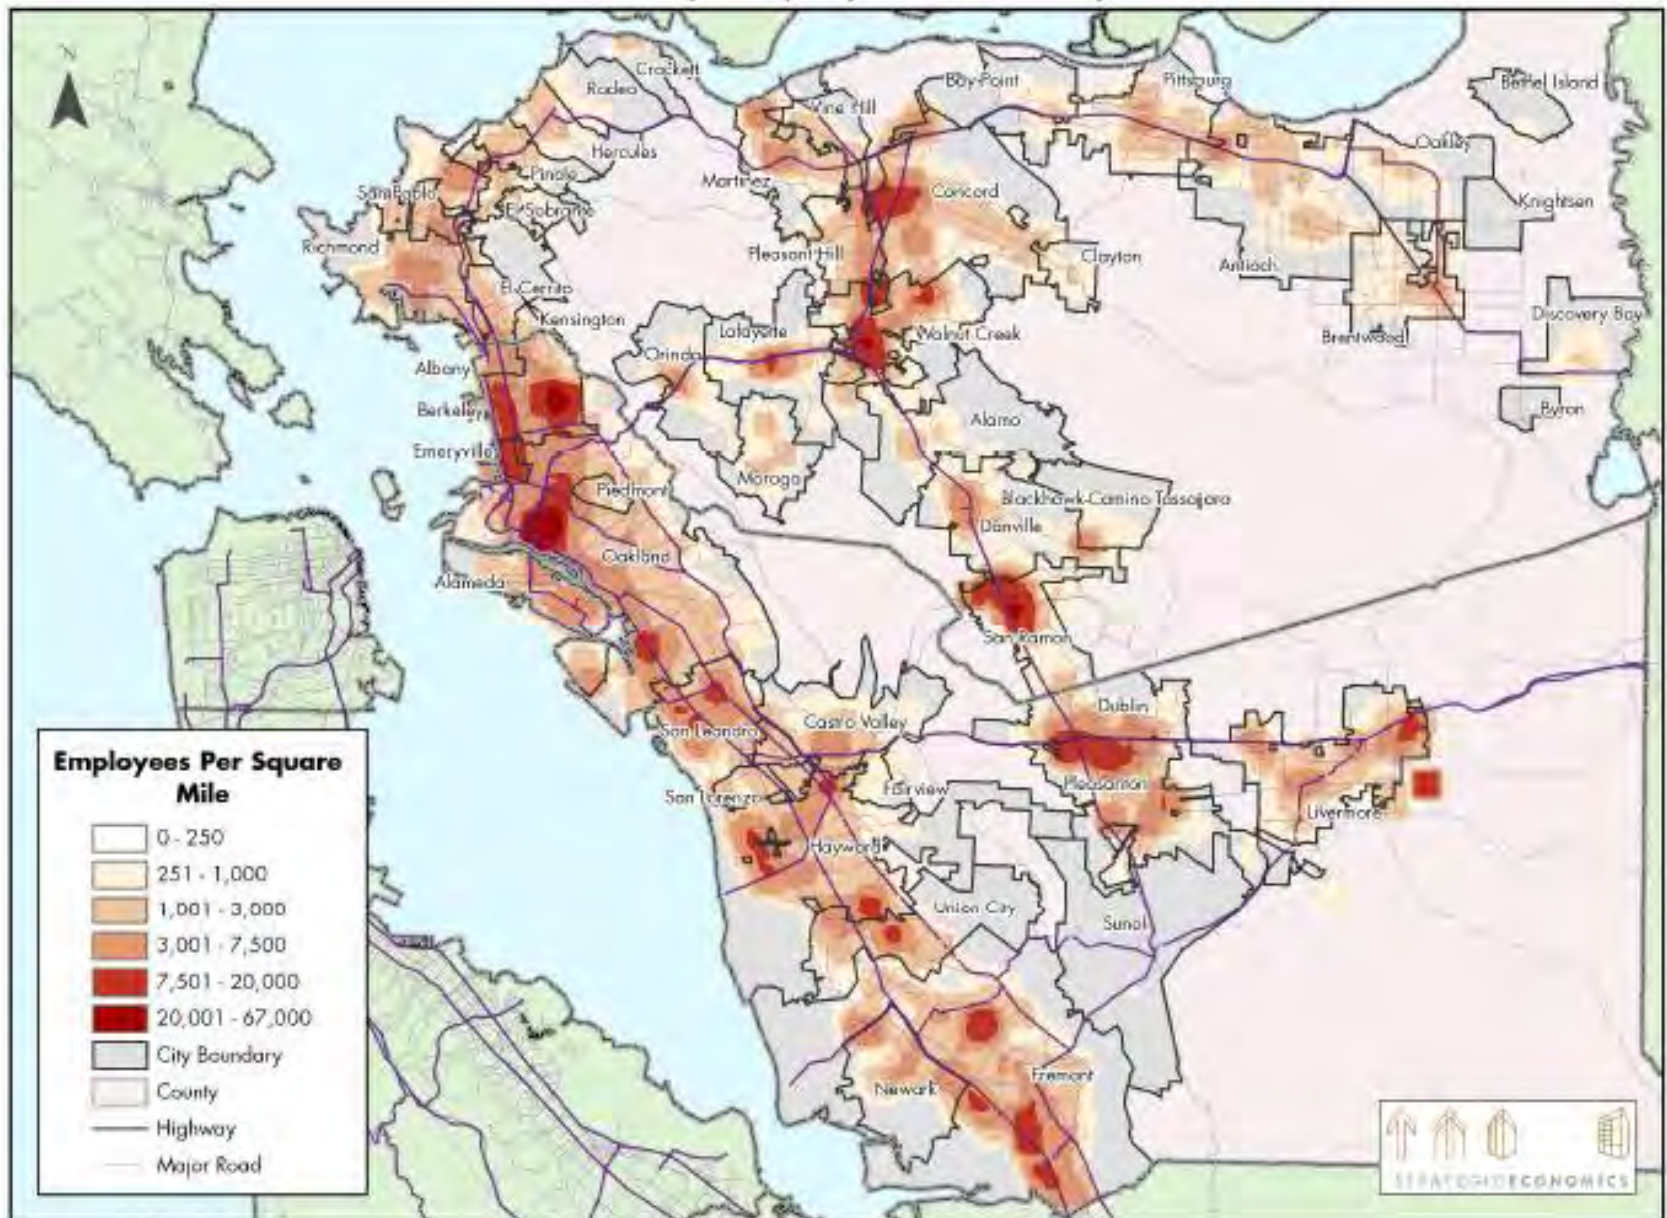 N
Crockett
Rodeo
Bay Point
Pittsburg
Bethel Island
Vine Hill
Hercules
Oakley
Pinole
Martinez
San Pablo
Concord
El Sobrante
Knightsen
Richmond
Pleasant Hill
Clayton
Antioch
El Cerrito
Kensington
Lafayette
Walnut Creek
Discovery Bay
Brentwood
Orinda
Albany
Berkeley
Alamo
Byron
Emeryville
Moraga
Piedmont
Blackhawk-Camino Tassajara
Danville
Oakland
Alameda
San Ramon
Dublin
Castro Valley
San Leandro
Pleasanton
Fairview
San Lorenzo
Livermore
Hayward
Union City
Sunol
Fremont
Newark
Employees Per Square
Mile
0 - 250
251 - 1,000
1,001 - 3,000
3,001 - 7,500
7,501 - 20,000
20,001 - 67,000
City Boundary
County
Highway
Major Road
STRATEGICECONOMICS